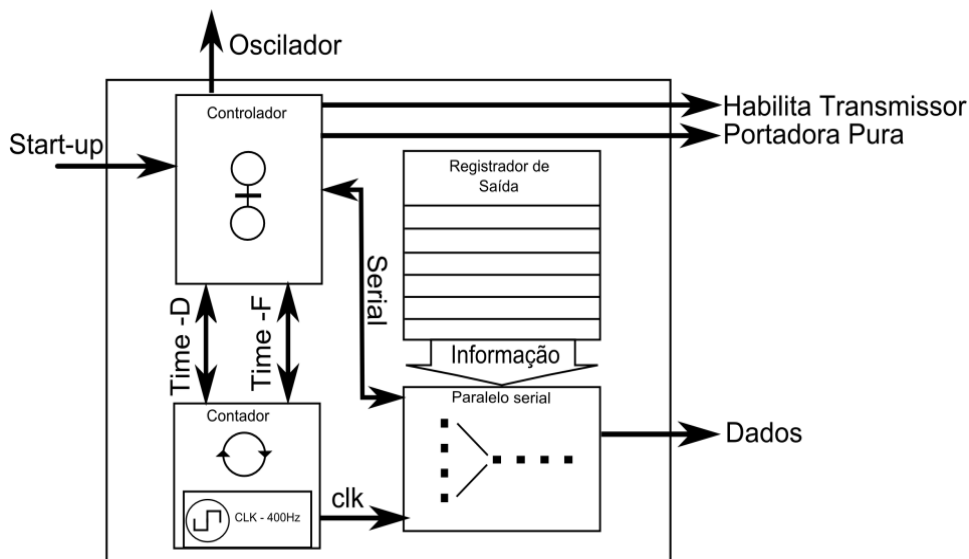 Oscilador
Controlador
Habilita Transmissor
Portadora Pura
Start-up
Registrador de
Saída
Serial
Time -D
Time -F
Informação
Paralelo serial
Contador
Dados
clk
CLK - 400Hz